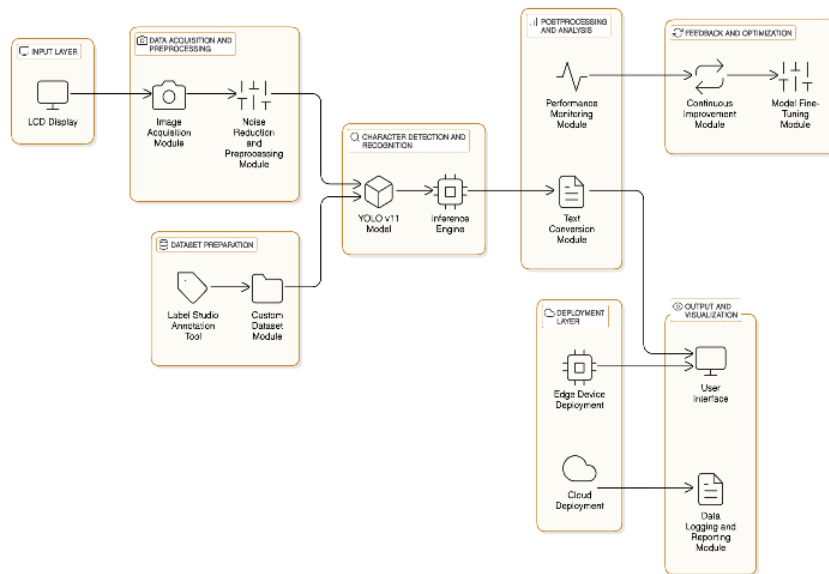 INPUT LAYER
LCD Display
DATA ACQUISITION AND
PREPROCESSING
Image
Acquisition
Module
Noise
Reduction
and
Preprocessing
Module
DATASET PREPARATION
Label Studio
Annotation
Tool
Custom
Dataset
Module
CHARACTER DETECTION AND
RECOGNITION
YOLO v11
Model
Inference
Engine
POSTPROCESSING
AND ANALYSIS
Performance
Monitoring
Module
Text
Conversion
Module
FEEDBACK AND OPTIMIZATION
Continuous
Improvement
Module
Model Fine-
Tuning
Module
DEPLOYMENT
LAYER
Edge Device
Deployment
Cloud
Deployment
OUTPUT AND
VISUALIZATION
User
Interface
Data
Logging and
Reporting
Module